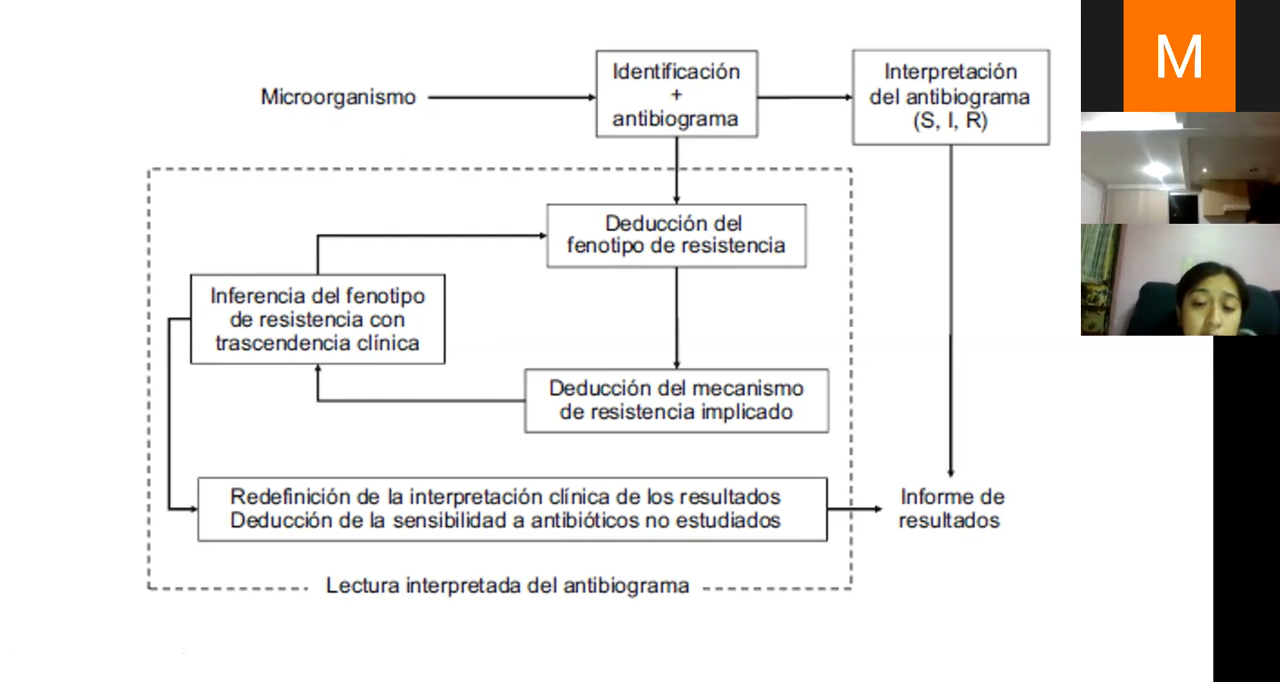 Microorganismo
Identificación
+
antibiograma
Interpretación
del antibiograma
(S, I, R)
Deducción del
fenotipo de resistencia
Inferencia del fenotipo
de resistencia con
trascendencia clínica
Deducción del mecanismo
de resistencia implicado
Redefinición de la interpretación clínica de los resultados
Deducción de la sensibilidad a antibióticos no estudiados
Informe de
resultados
Lectura interpretada del antibiograma
M